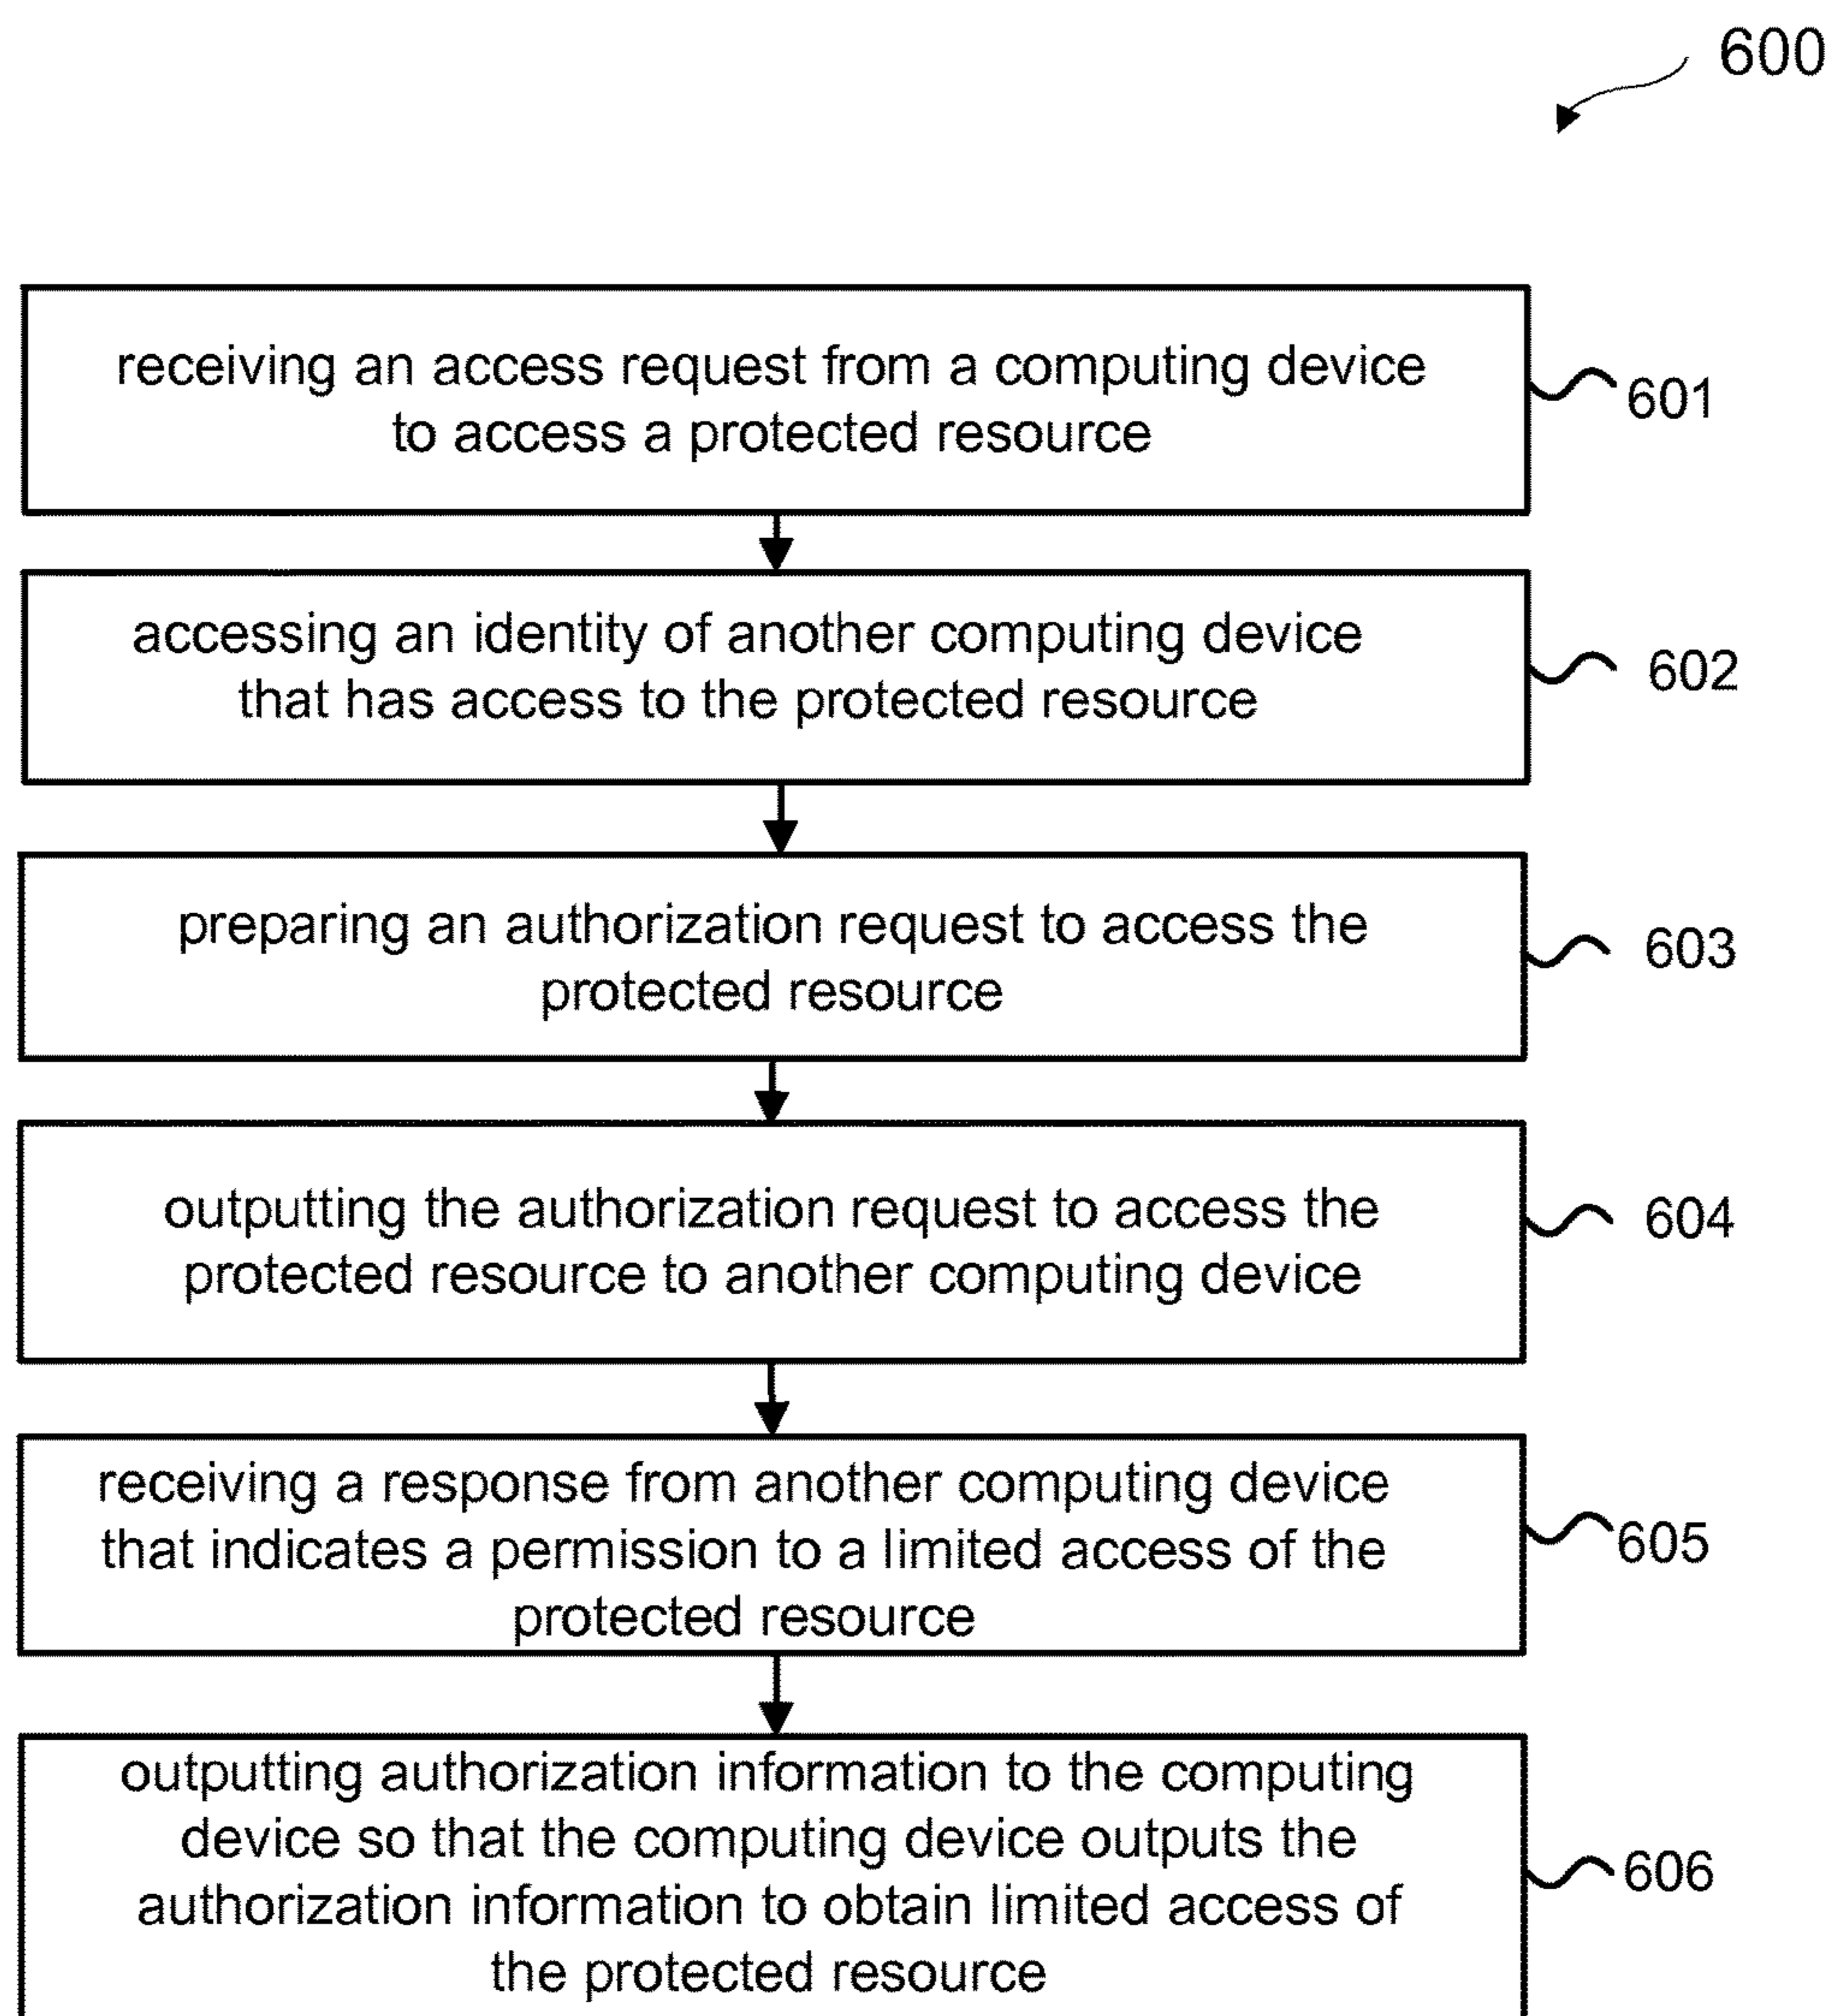 600
receiving an access request from a computing device
to access a protected resource
601
accessing an identity of another computing device
that has access to the protected resource
602
preparing an authorization request to access the
protected resource
603
outputting the authorization request to access the
protected resource to another computing device
604
receiving a response from another computing device
that indicates a permission to a limited access of the
protected resource
605
outputting authorization information to the computing
device so that the computing device outputs the
authorization information to obtain limited access of
the protected resource
606